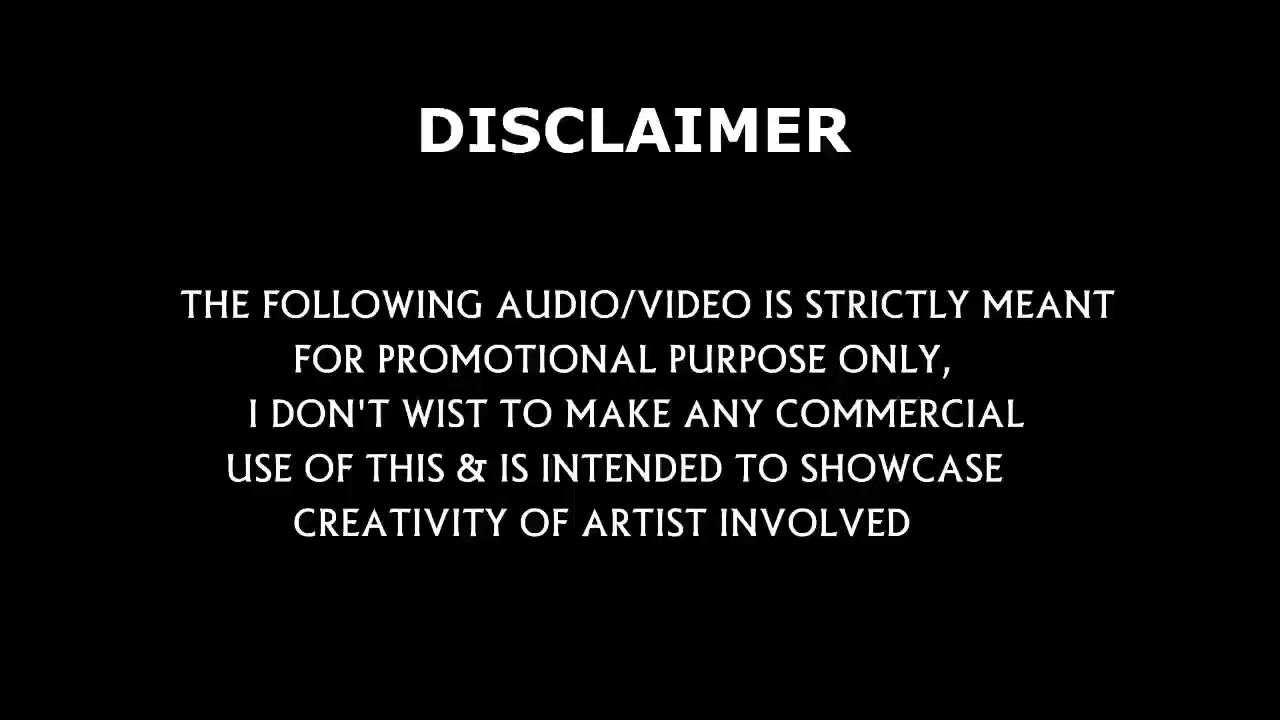 DISCLAIMER
THE FOLLOWING AUDIO/VIDEO IS STRICTLY MEANT
FOR PROMOTIONAL PURPOSE ONLY,
I DON'T WIST TO MAKE ANY COMMERCIAL
USE OF THIS & IS INTENDED TO SHOWCASE
CREATIVITY OF ARTIST INVOLVED